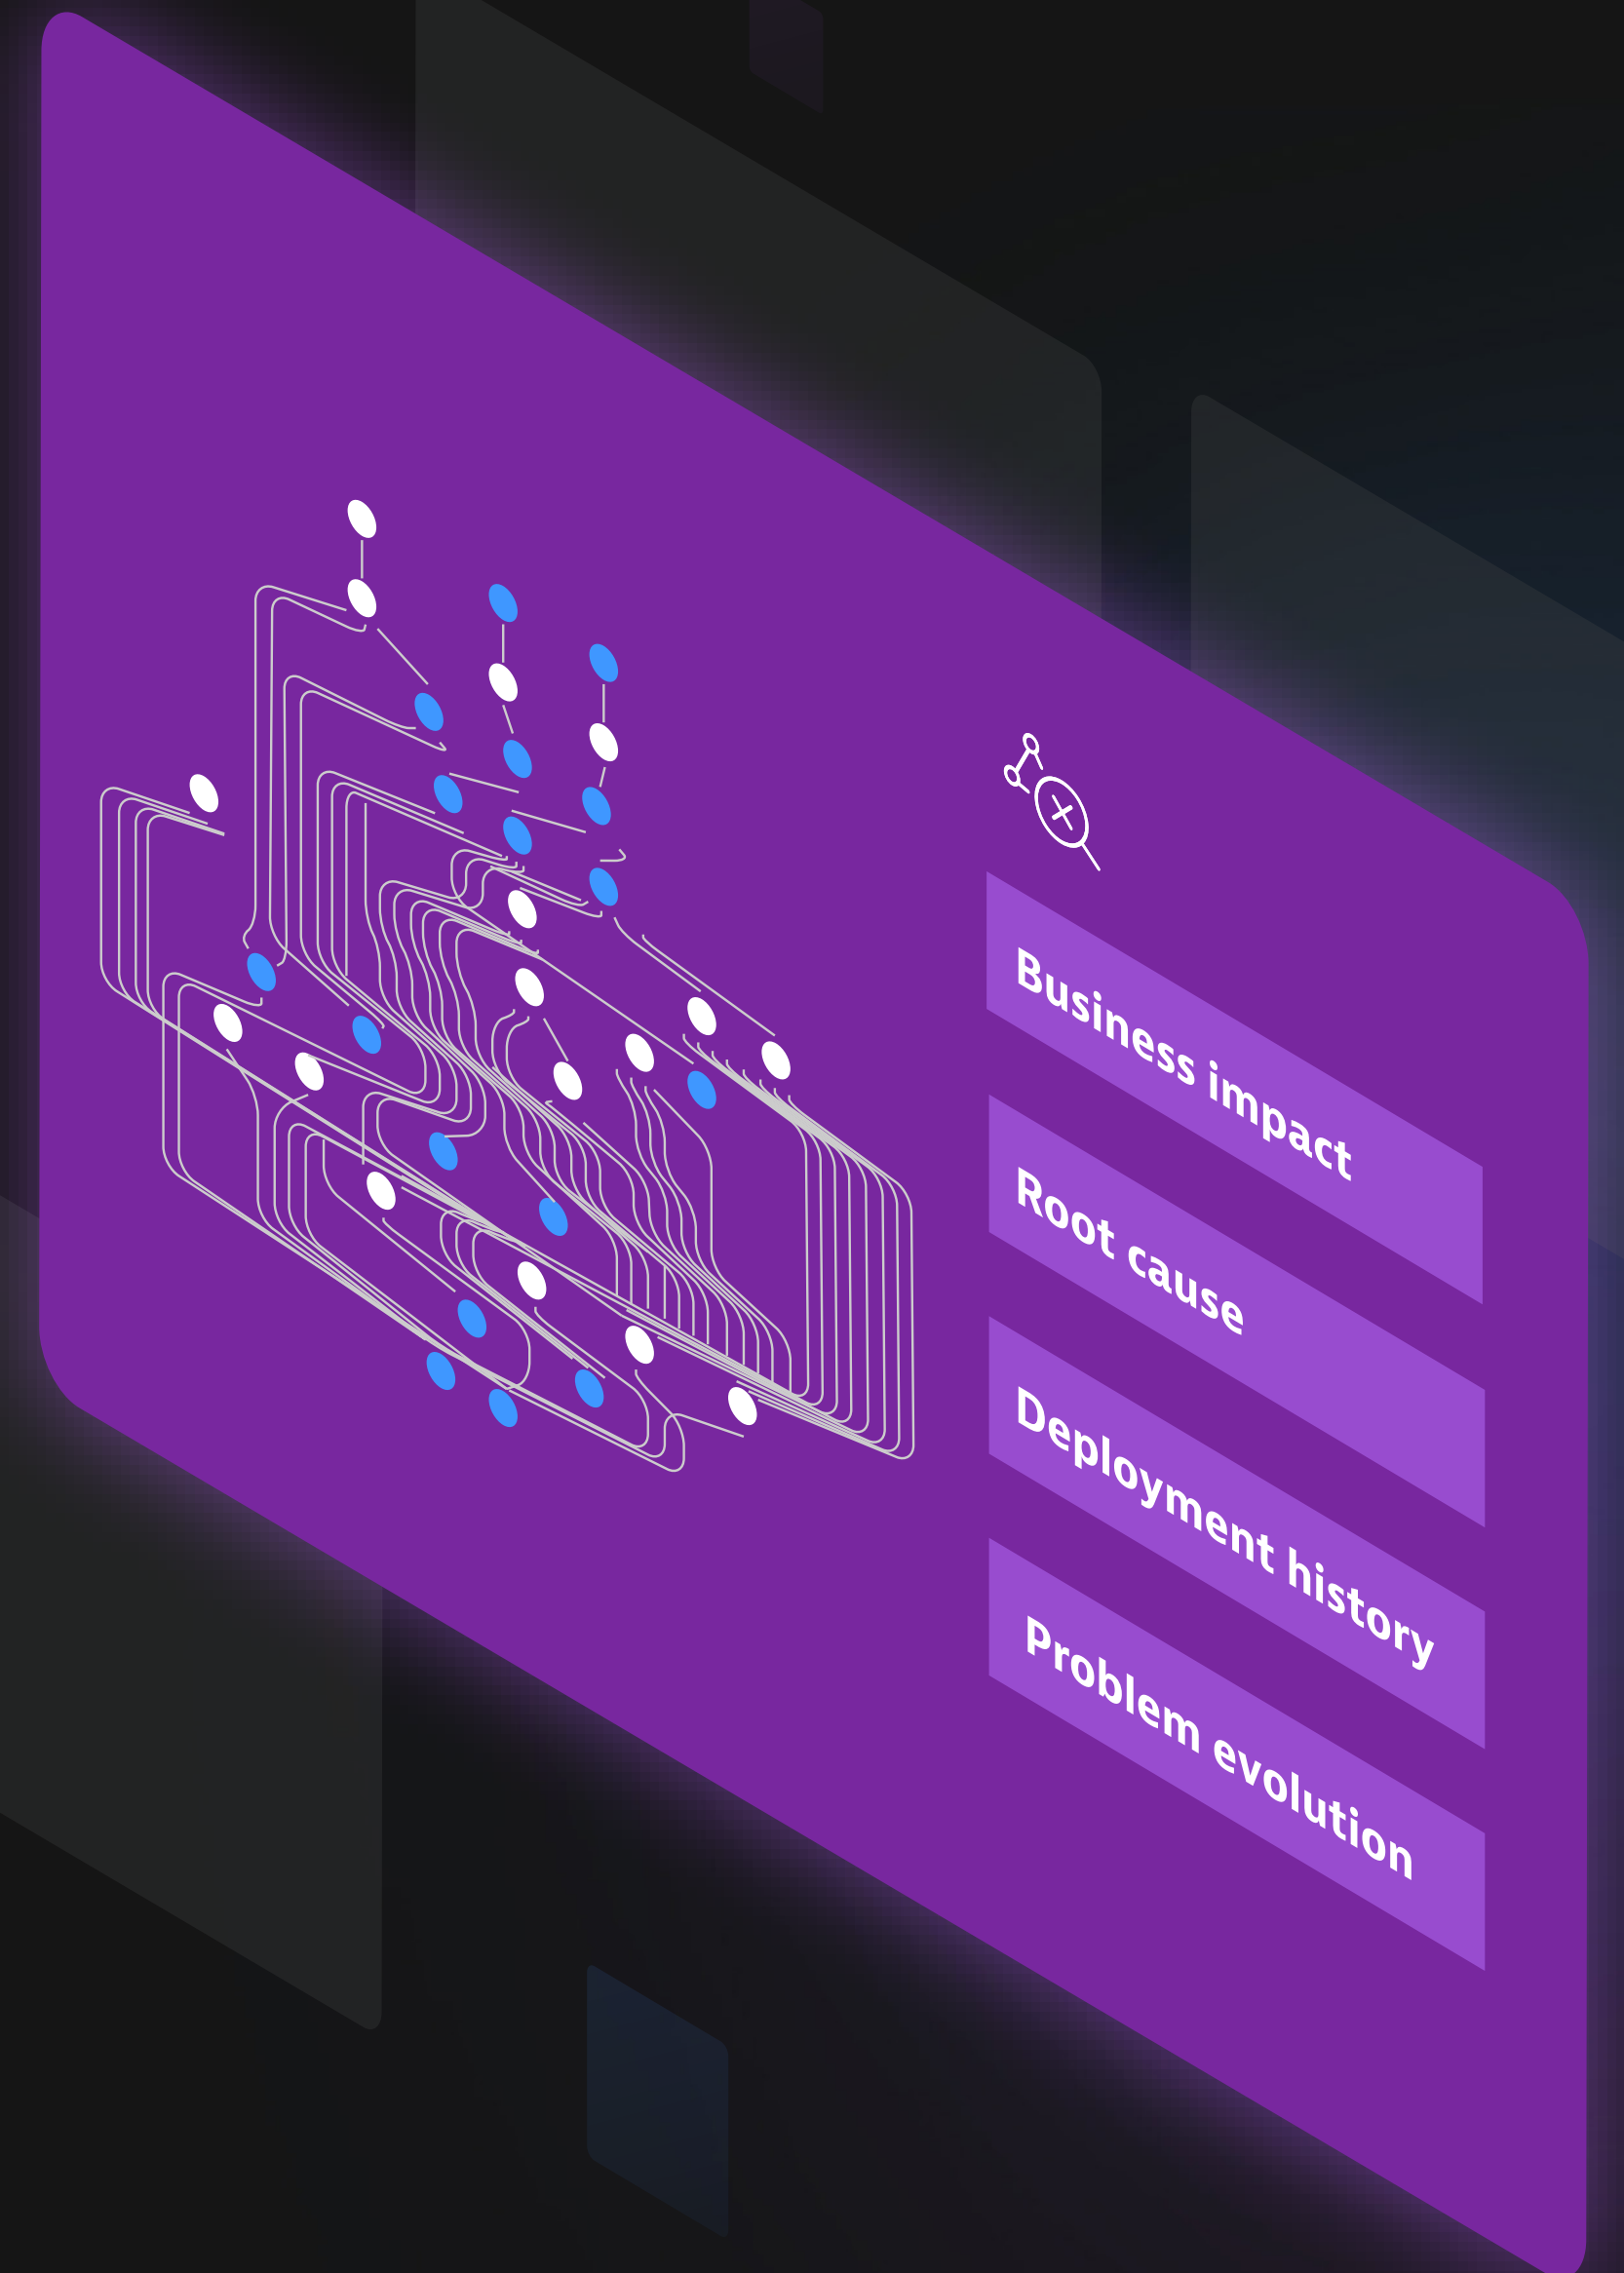 Business impact
Root cause
Deployment history
Problem evolution